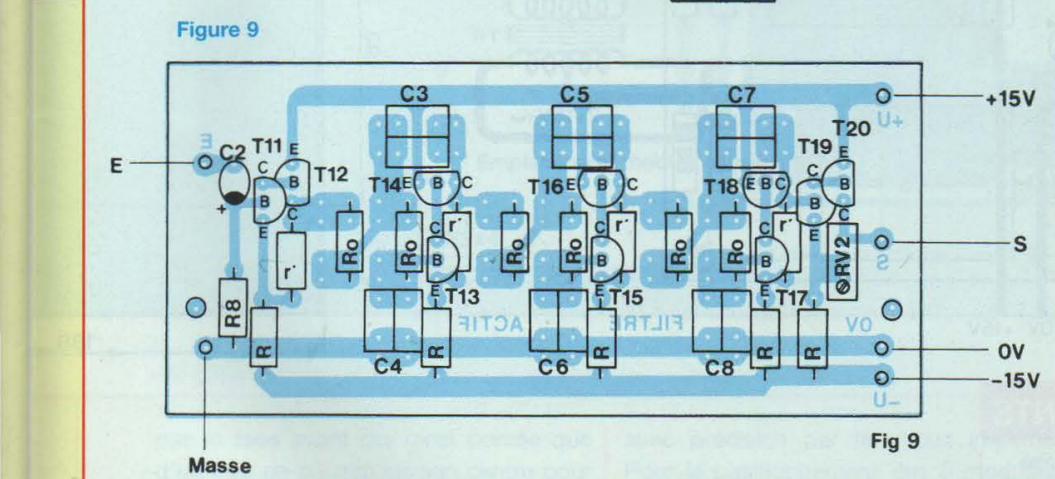 Figure 9
C3 C5 C7
+15V
+U
T20
E C2 T11 T19
E
C E C E
T12 T14 E B C T16 E B C T18 E B C
B B B B
+
E C C C C E C
Ro Ro r' Ro Ro r' Ro Ro r' RV2
r' B B B
S
S
E T13 E T15 E T17
R8
ACTIF FILTRE 0V
R R R R R
0V
C4 C6 C8
-15V
-U
Masse
Fig 9